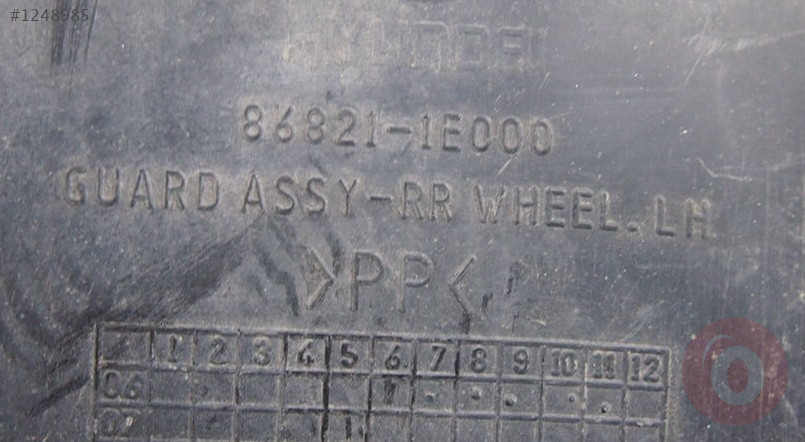 #1248985
HYUNDAI
86821-1E000
GUARD ASSY-RR WHEEL. LH
>PP<
1 2 3 4 5 6 7 8 9 10 11 12
06
07